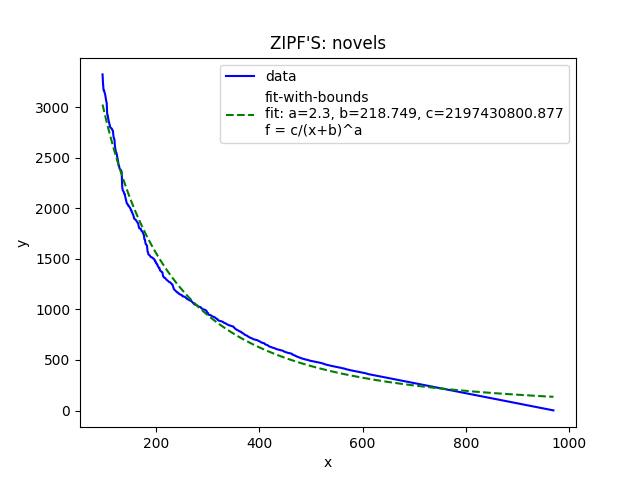 ZIPF'S: novels
data
fit-with-bounds
fit: a=2.3, b=218.749, c=2197430800.877
f = c/(x+b)^a
3000
2500
2000
1500
1000
500
0
y
200 400 600 800 1000
x